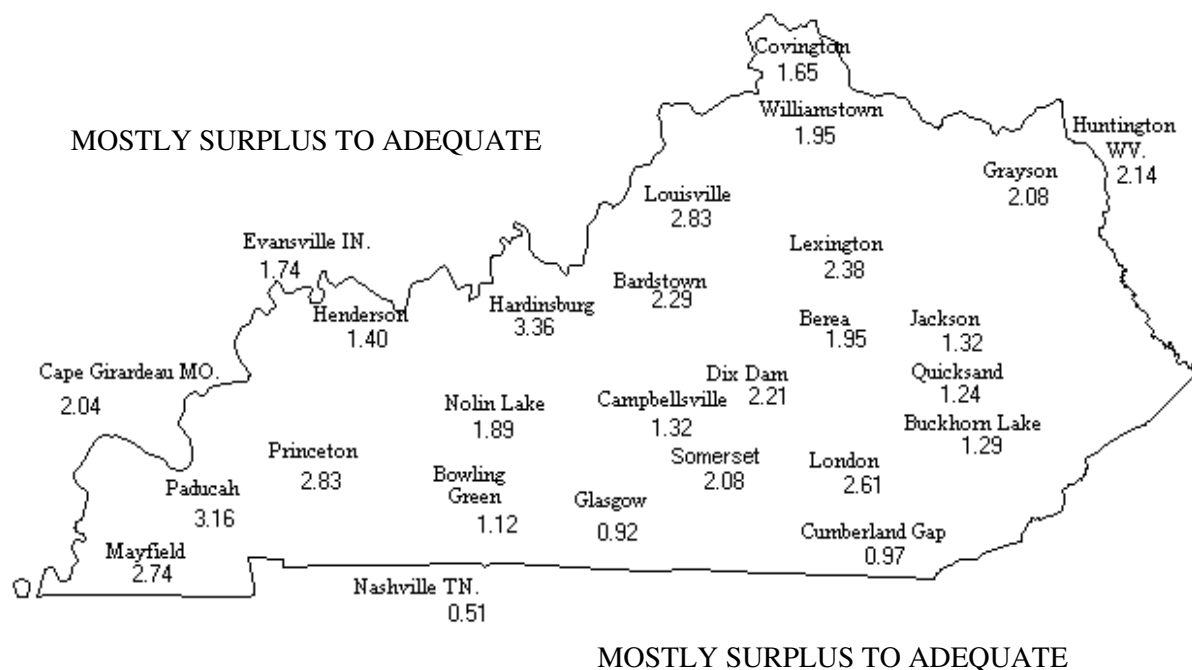 Covington
1.65
Williamstown
1.95
MOSTLY SURPLUS TO ADEQUATE
Huntington
WV.
2.14
Grayson
2.08
Louisville
2.83
Evansville IN.
1.74
Lexington
2.38
Bardstown
2.29
Hardinsburg
3.36
Henderson
1.40
Berea
1.95
Jackson
1.32
Cape Girardeau MO.
2.04
Dix Dam
2.21
Quicksand
1.24
Nolin Lake
1.89
Campbellsville
1.32
Buckhorn Lake
1.29
Princeton
2.83
Somerset
2.08
London
2.61
Bowling
Green
1.12
Paducah
3.16
Glasgow
0.92
Cumberland Gap
0.97
Mayfield
2.74
Nashville TN.
0.51
MOSTLY SURPLUS TO ADEQUATE